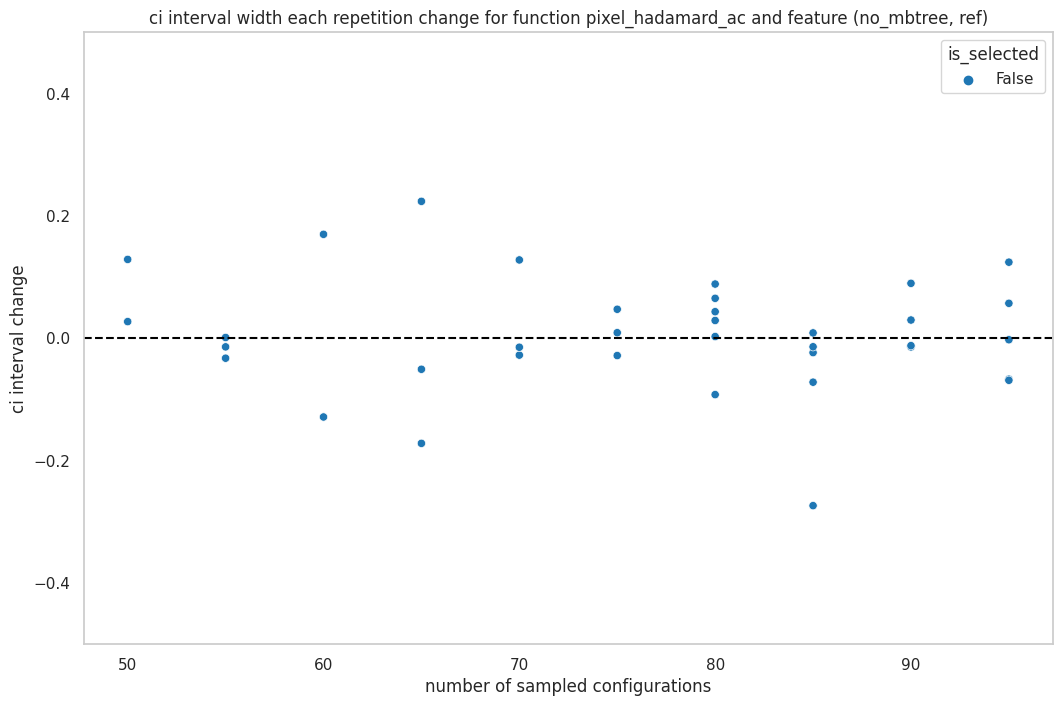 ci interval width each repetition change for function pixel_hadamard_ac and feature (no_mbtree, ref)
is_selected
False
0.4
0.2
0.0
−0.2
−0.4
ci interval change
50
60
70
80
90
number of sampled configurations